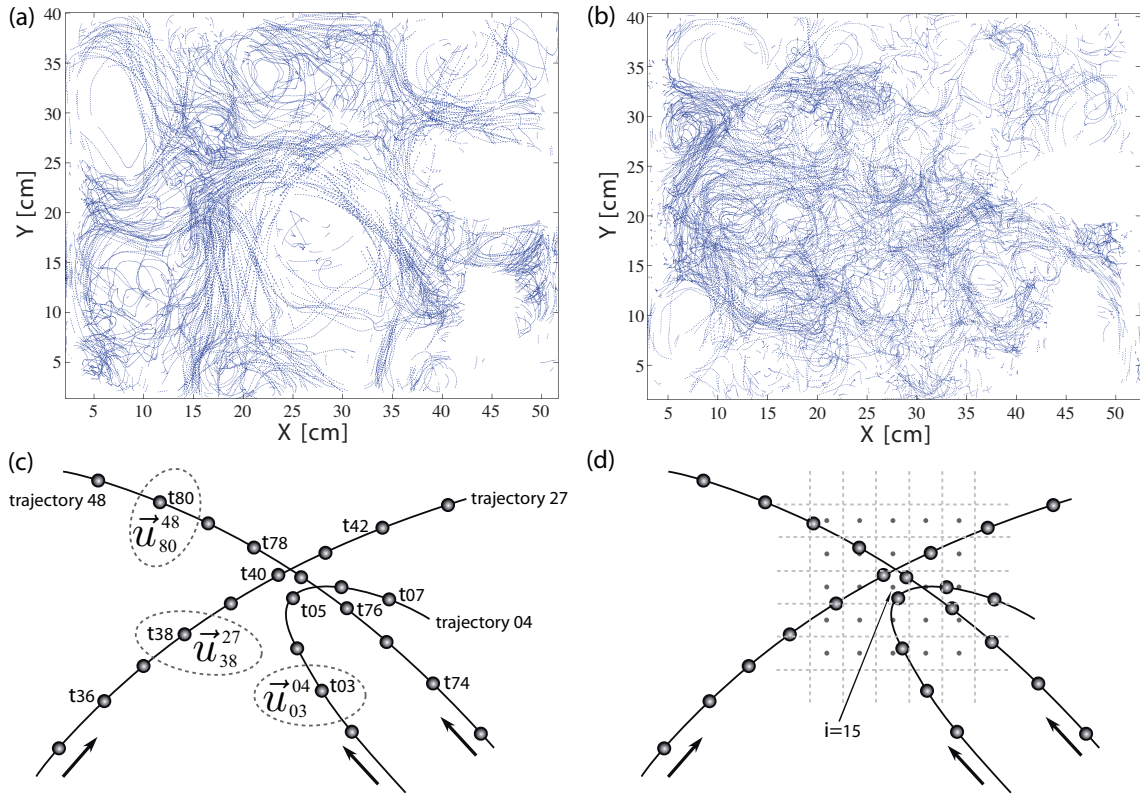 (a)
40
35
30
25
20
15
10
5
Y [cm]
5 10 15 20 25 30 35 40 45 50
X [cm]
(b)
40
35
30
25
20
15
10
5
Y [cm]
5 10 15 20 25 30 35 40 45 50
X [cm]
(c)
trajectory 48
t80
u⃗ 48 80
t78
t42
trajectory 27
t40
t05
t76
t07
trajectory 04
t38
u⃗ 27 38
t36
u⃗ 04 03
t03
t74
(d)
i=15